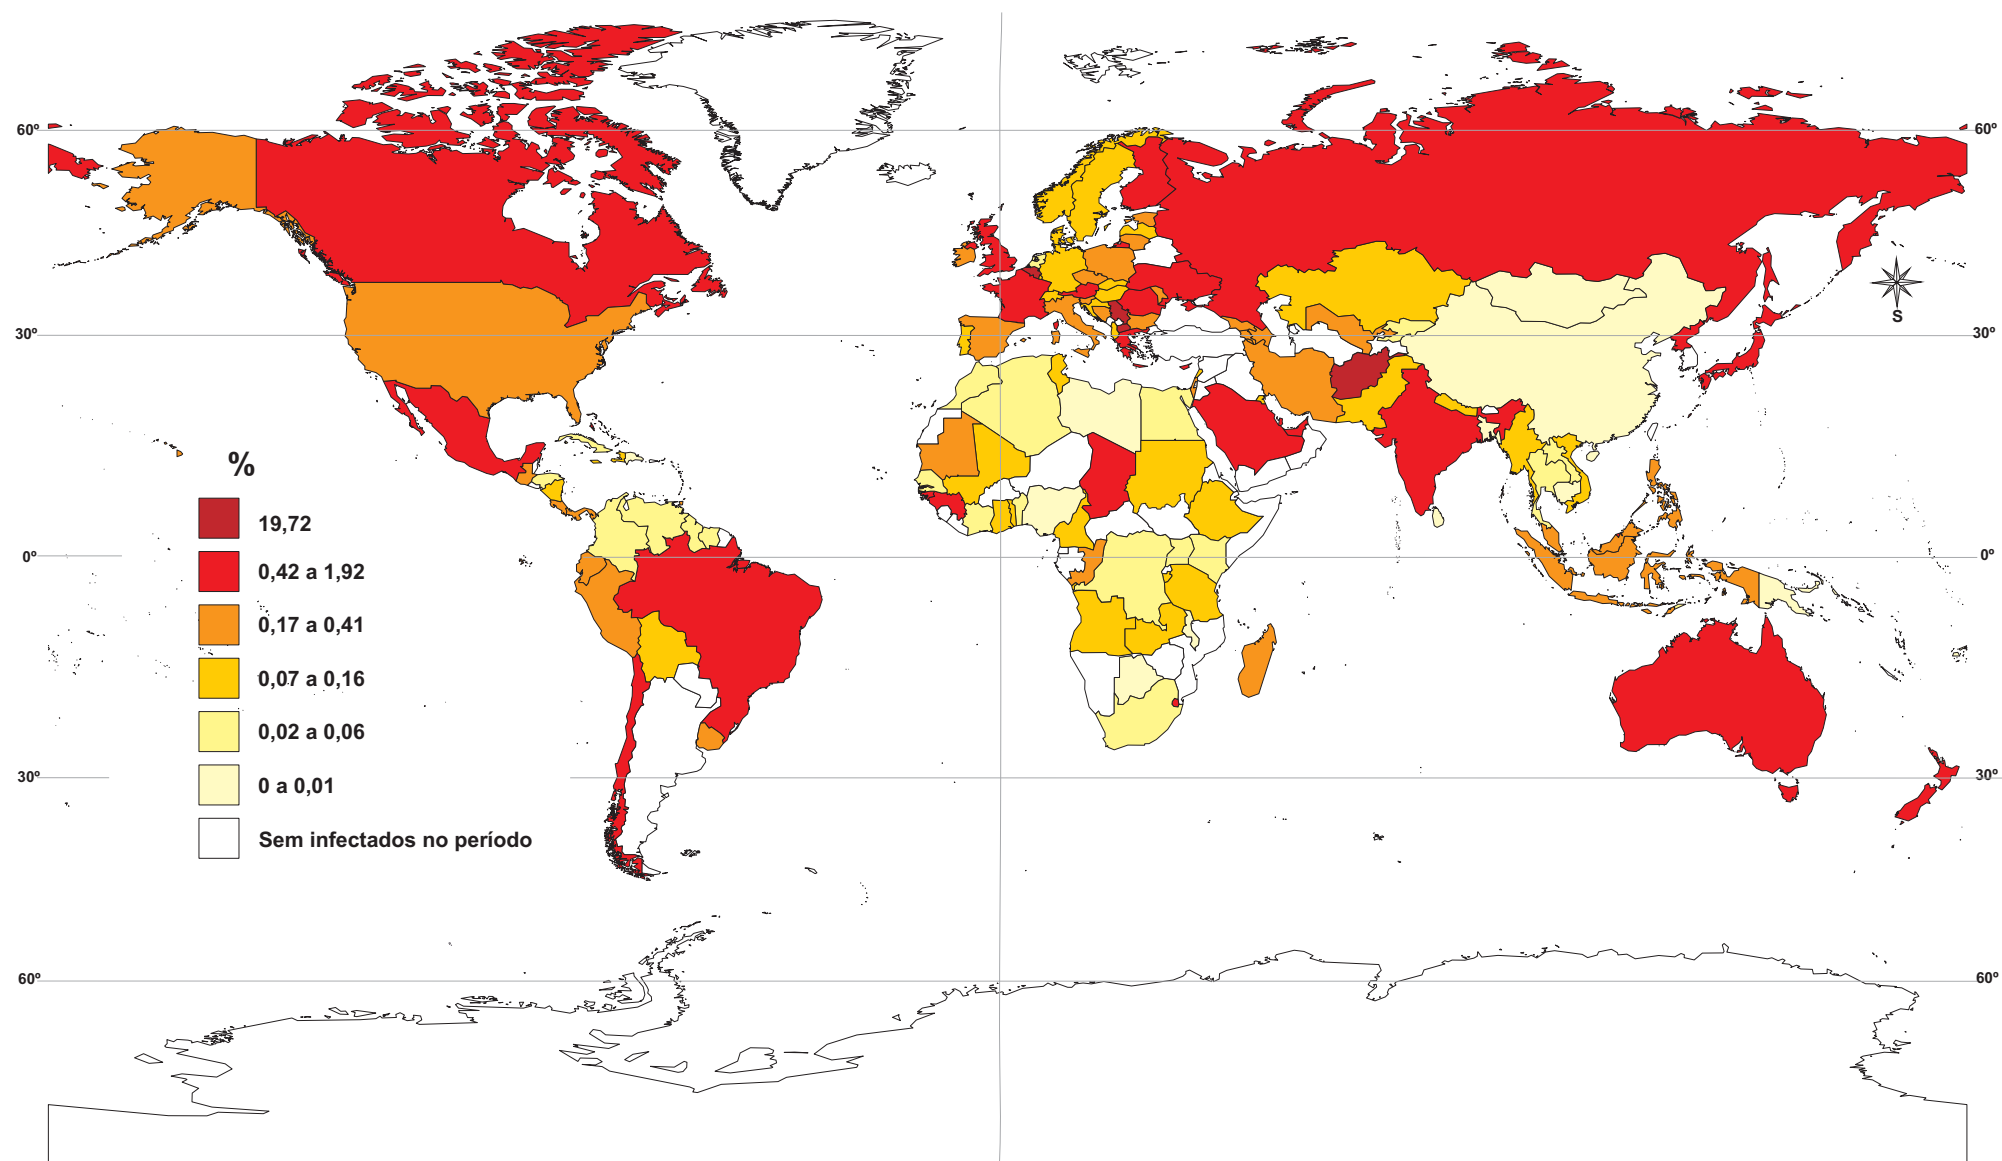 60º 60º
30º 30º
S
%
19,72
0,42 a 1,92
0º 0º
0,17 a 0,41
0,07 a 0,16
0,02 a 0,06
30º 30º
0 a 0,01
Sem infectados no período
60º 60º